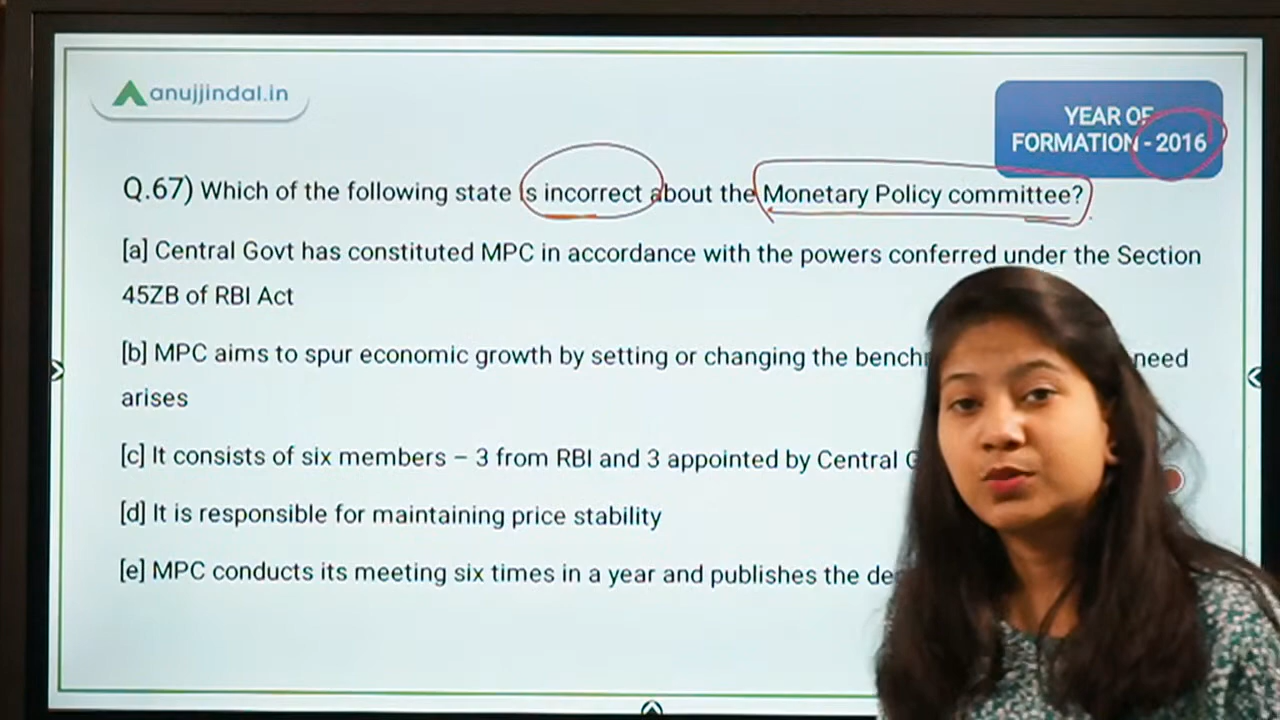 anujjindal.in
YEAR OF
FORMATION - 2016
Q.67) Which of the following state is incorrect about the Monetary Policy committee?
[a] Central Govt has constituted MPC in accordance with the powers conferred under the Section
45ZB of RBI Act
[b] MPC aims to spur economic growth by setting or changing the need
arises
[c] It consists of six members – 3 from RBI and 3 appointed by Central
[d] It is responsible for maintaining price stability
[e] MPC conducts its meeting six times in a year and publishes the